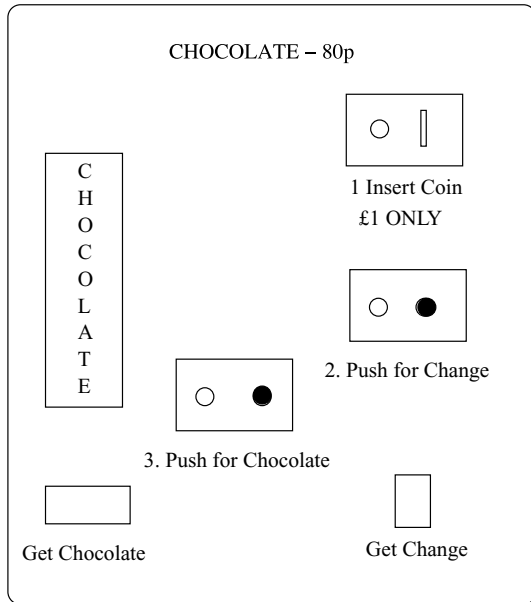 CHOCOLATE – 80p
1 Insert Coin
£1 ONLY
C
H
O
C
O
L
A
T
E
2. Push for Change
3. Push for Chocolate
Get Chocolate
Get Change